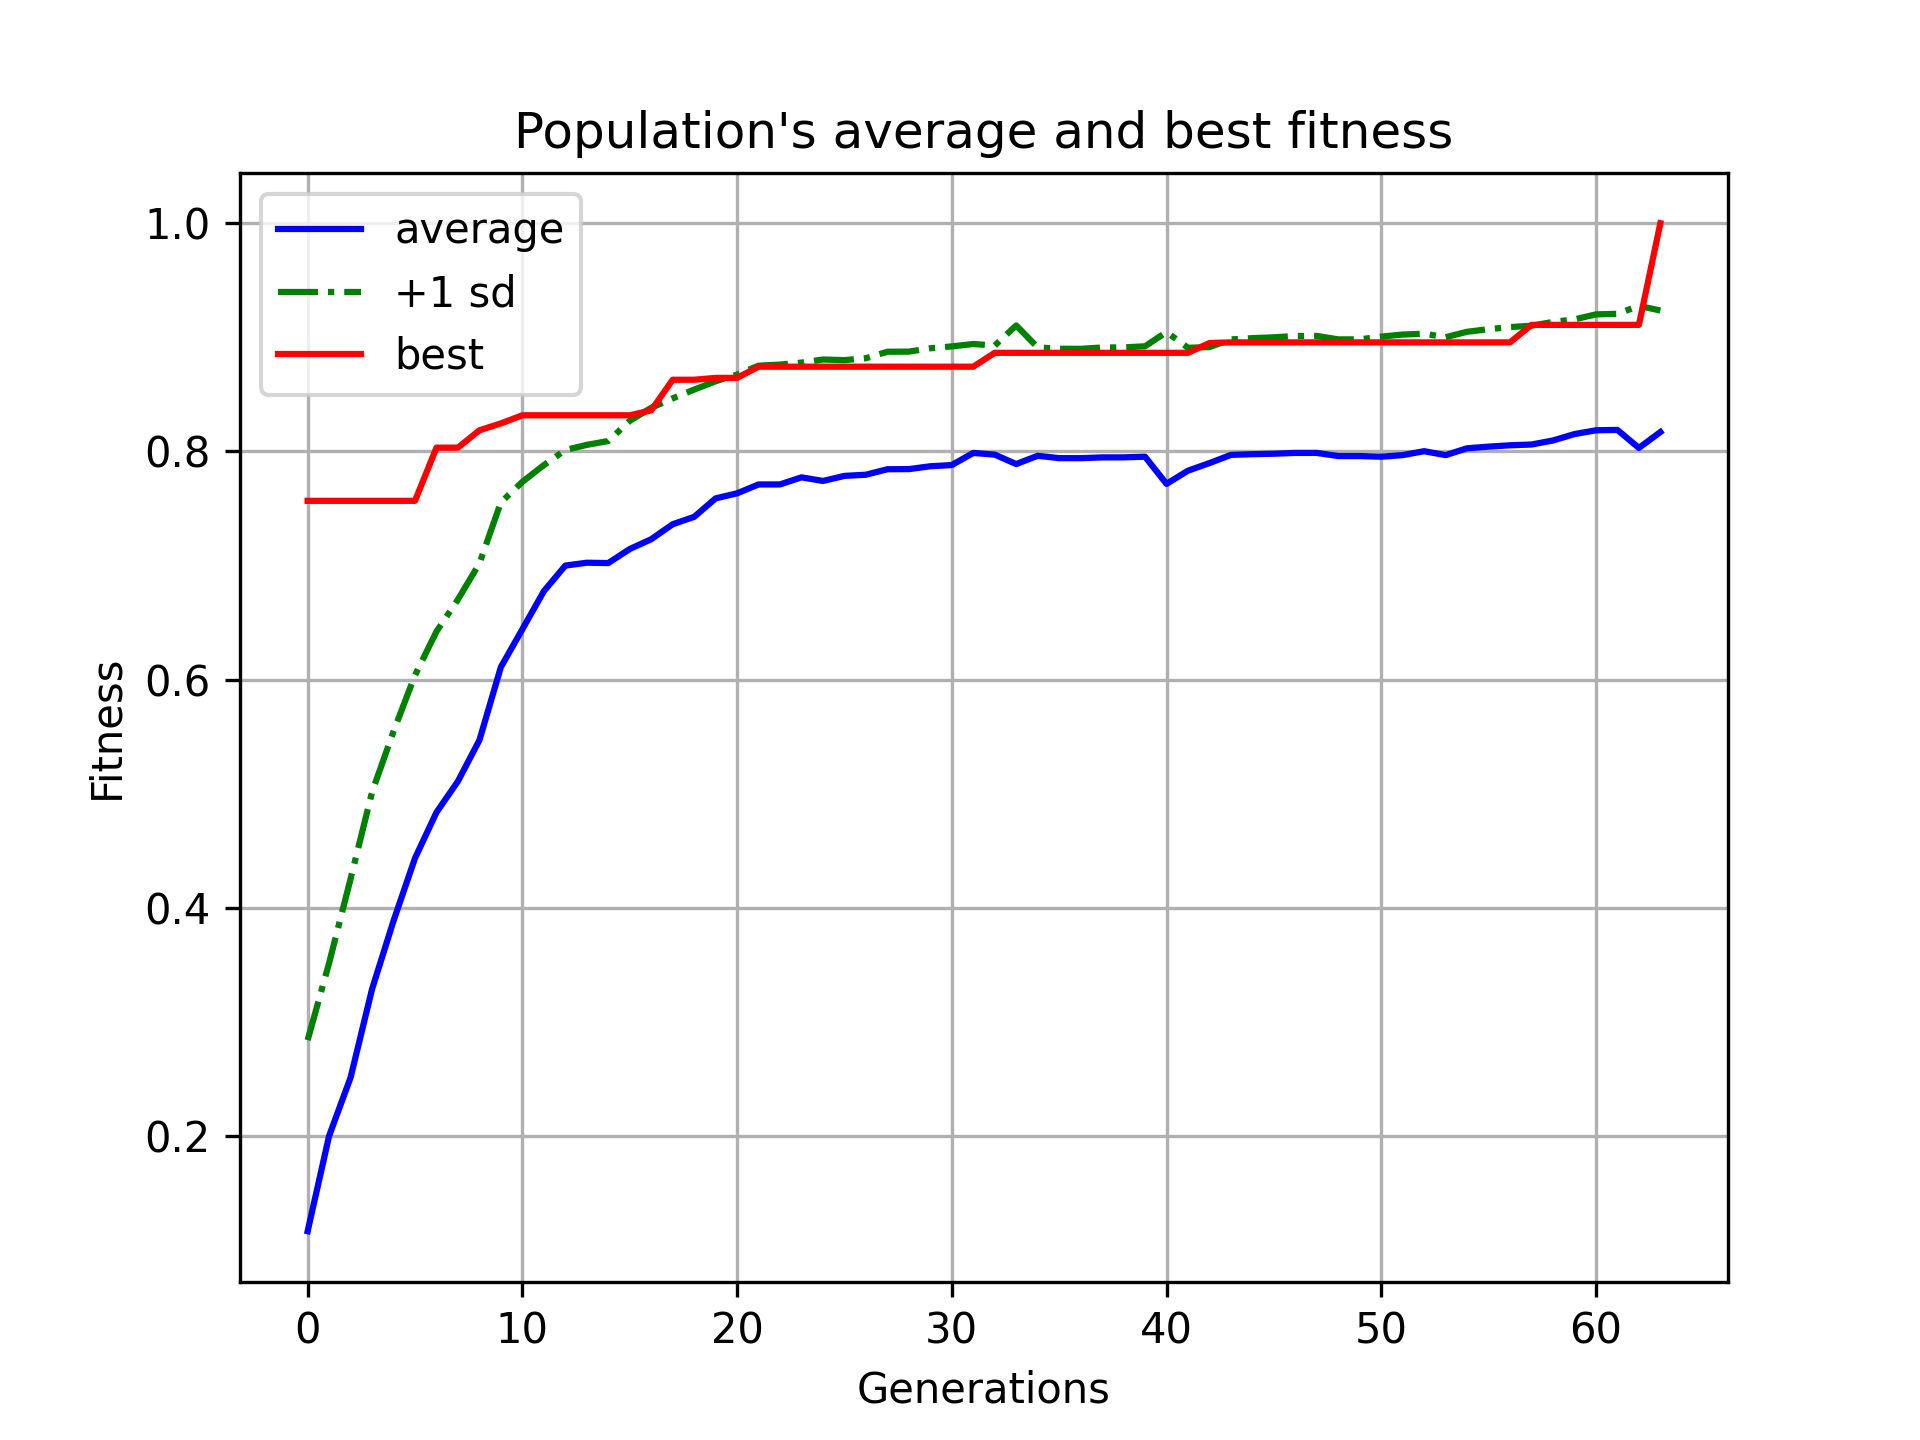 Population's average and best fitness
average
+1 sd
best
1.0
0.8
0.6
0.4
0.2
Fitness
0 10 20 30 40 50 60
Generations